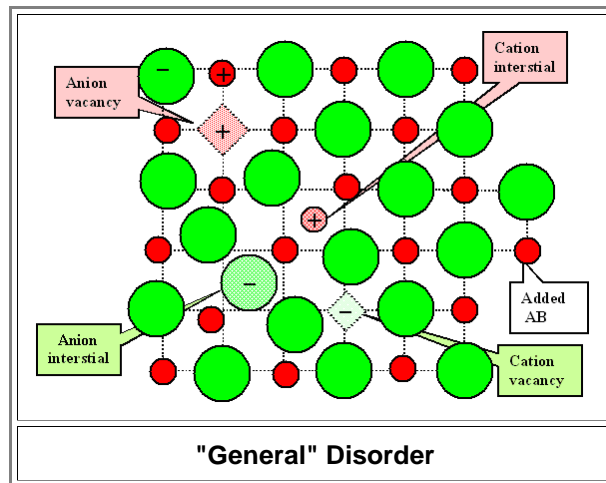 −
+
Cation
interstial
Anion
vacancy
+
+
−
Added
AB
−
Anion
interstial
Cation
vacancy
"General" Disorder